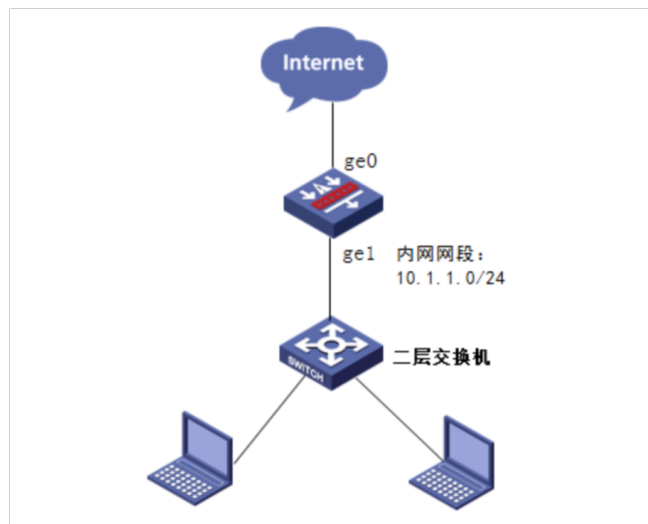 Internet
ge0
ge1
内网网段：
10.1.1.0/24
二层交换机
SWITCH